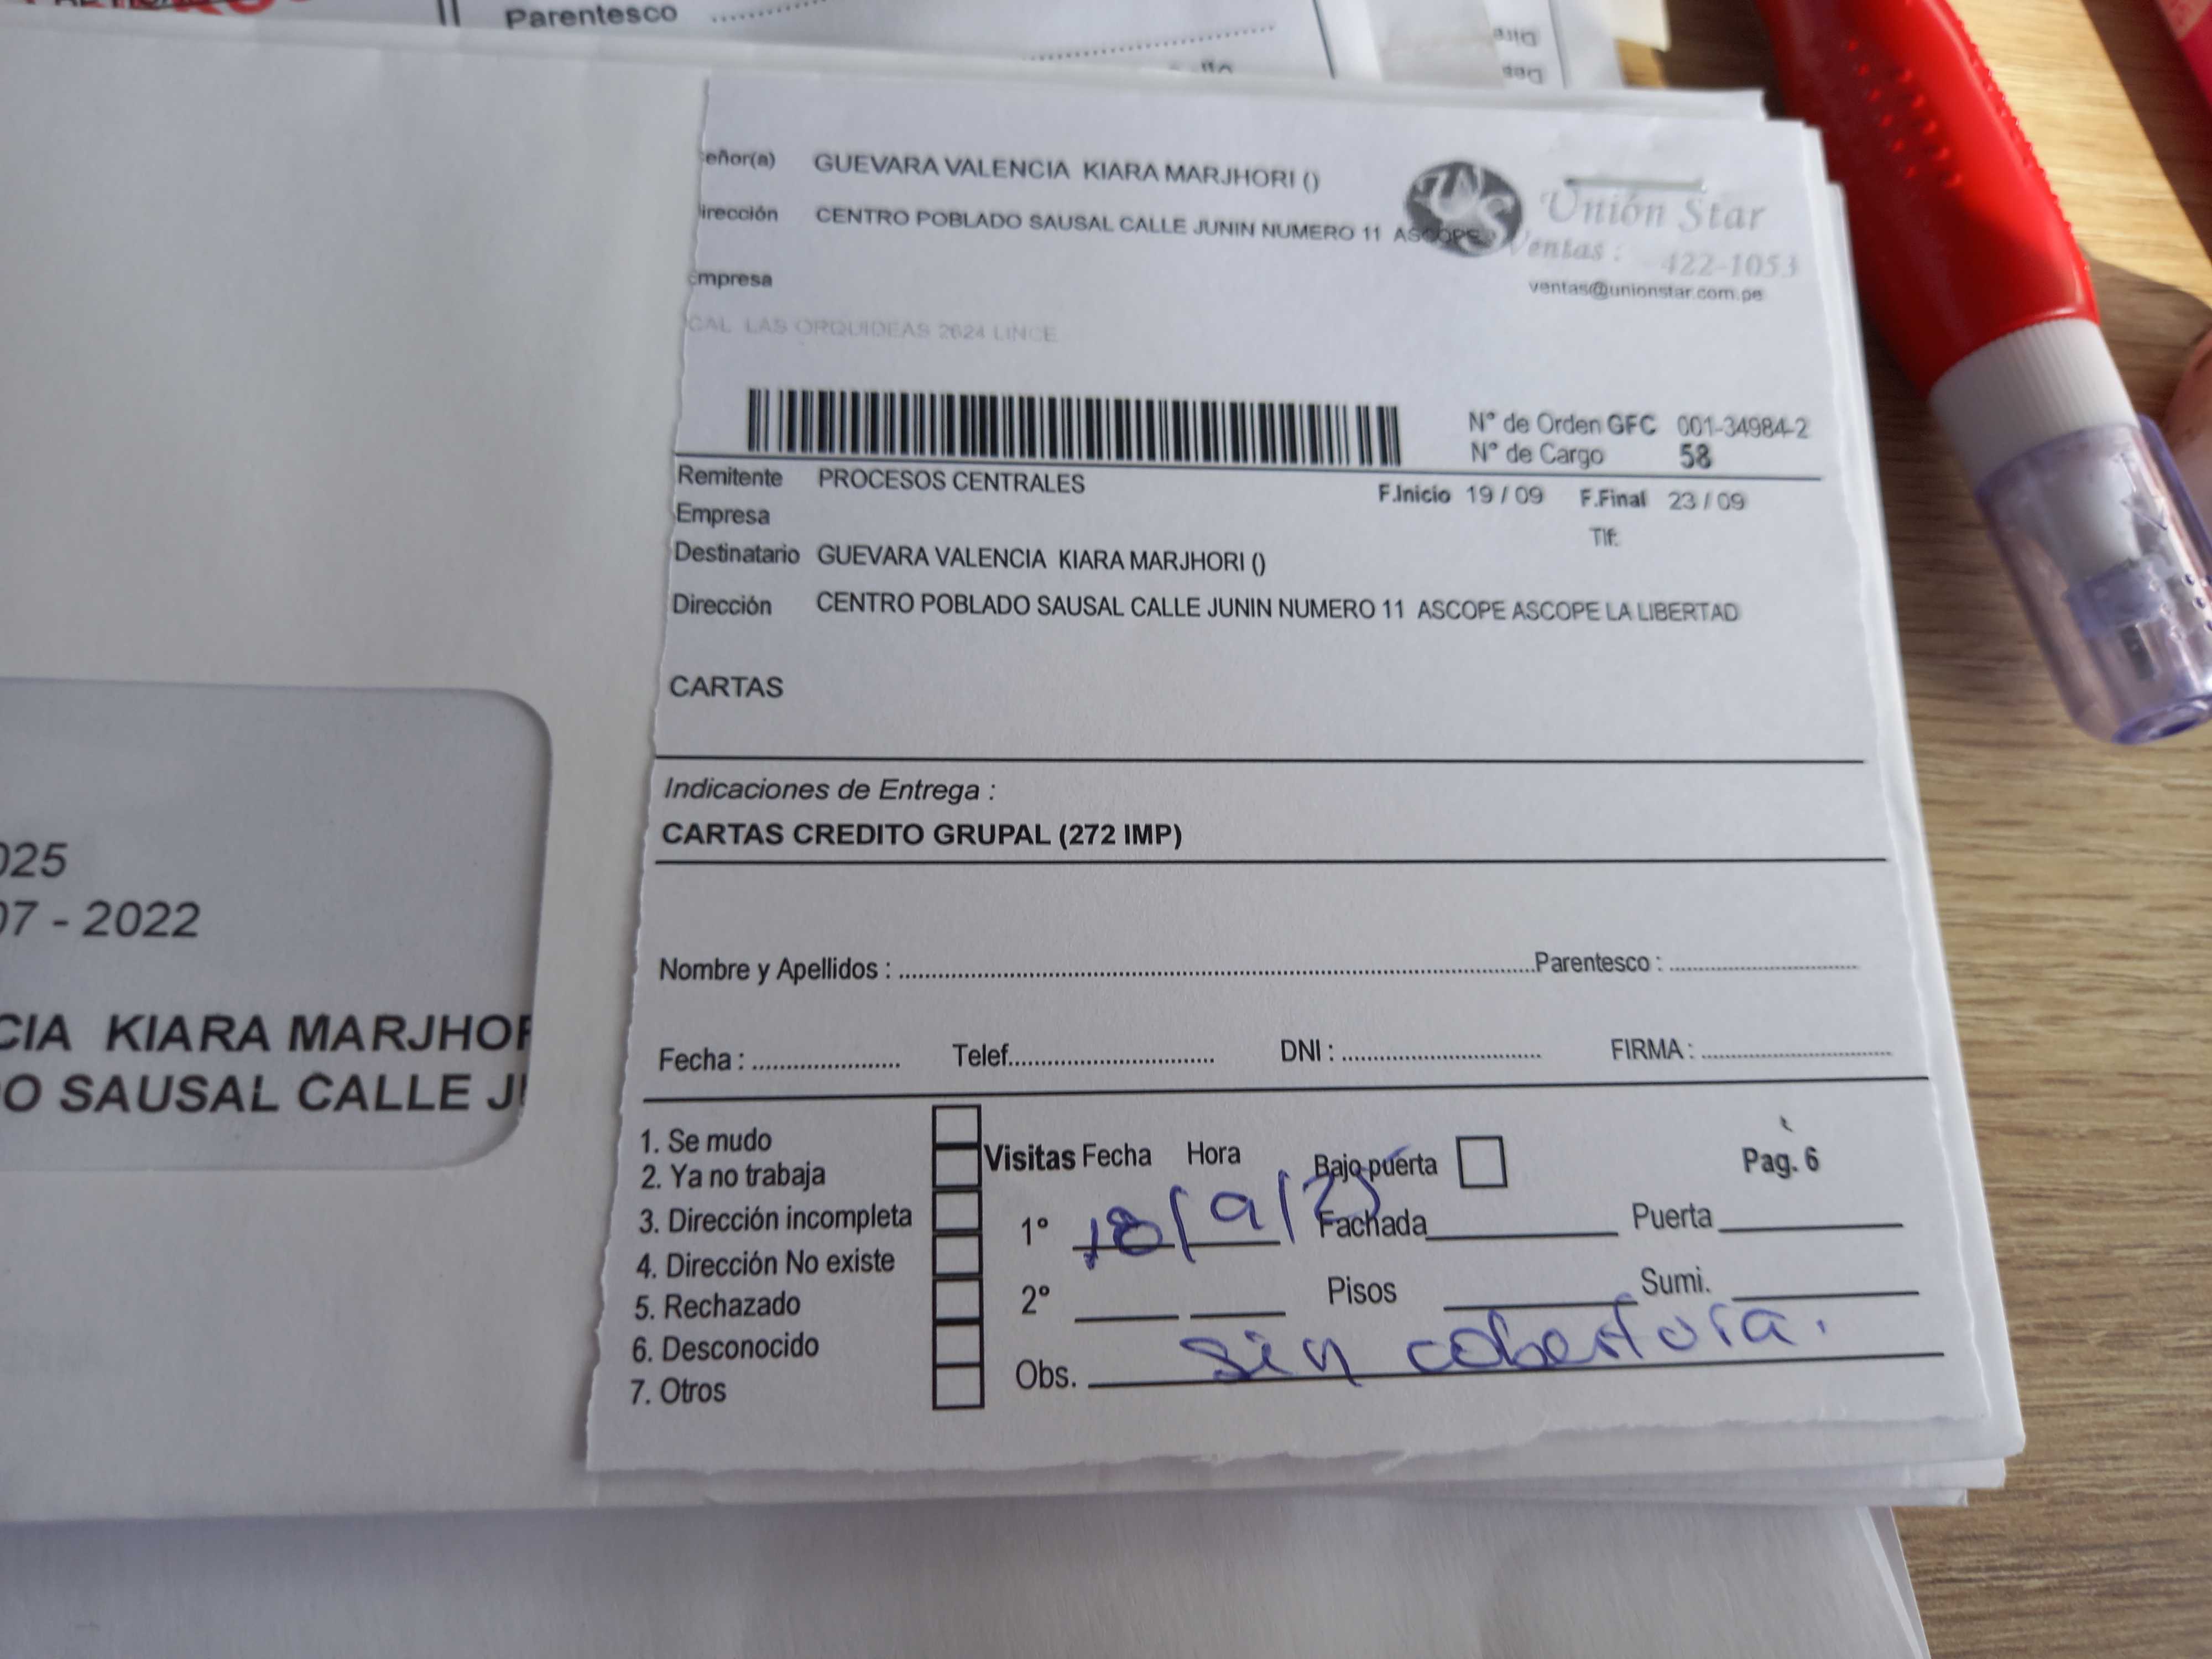 Parentesco
eñor(a) GUEVARA VALENCIA KIARA MARJHORI ()
irección CENTRO POBLADO SAUSAL CALLE JUNIN NUMERO 11 ASCOPE
Unión Star
Ventas : 422-1053
ventas@unionstar.com.pe
mpresa
CAL LAS ORQUIDEAS 2624 LINCE
N° de Orden GFC 001-34984-2
N° de Cargo 58
Remitente PROCESOS CENTRALES
F.Inicio 19 / 09 F.Final 23 / 09
Empresa
Tlf:
Destinatario GUEVARA VALENCIA KIARA MARJHORI ()
Dirección CENTRO POBLADO SAUSAL CALLE JUNIN NUMERO 11 ASCOPE ASCOPE LA LIBERTAD
CARTAS
Indicaciones de Entrega :
CARTAS CREDITO GRUPAL (272 IMP)
025
07 - 2022
CIA KIARA MARJHOR
O SAUSAL CALLE JU
Nombre y Apellidos : Parentesco :
Fecha : Telef. DNI : FIRMA :
1. Se mudo
2. Ya no trabaja
3. Dirección incompleta
4. Dirección No existe
5. Rechazado
6. Desconocido
7. Otros
Visitas Fecha Hora
Bajo puerta
Pag. 6
1° 18/9/25
Fachada Puerta
2°
Pisos Sumi.
Obs. sin cobertura.